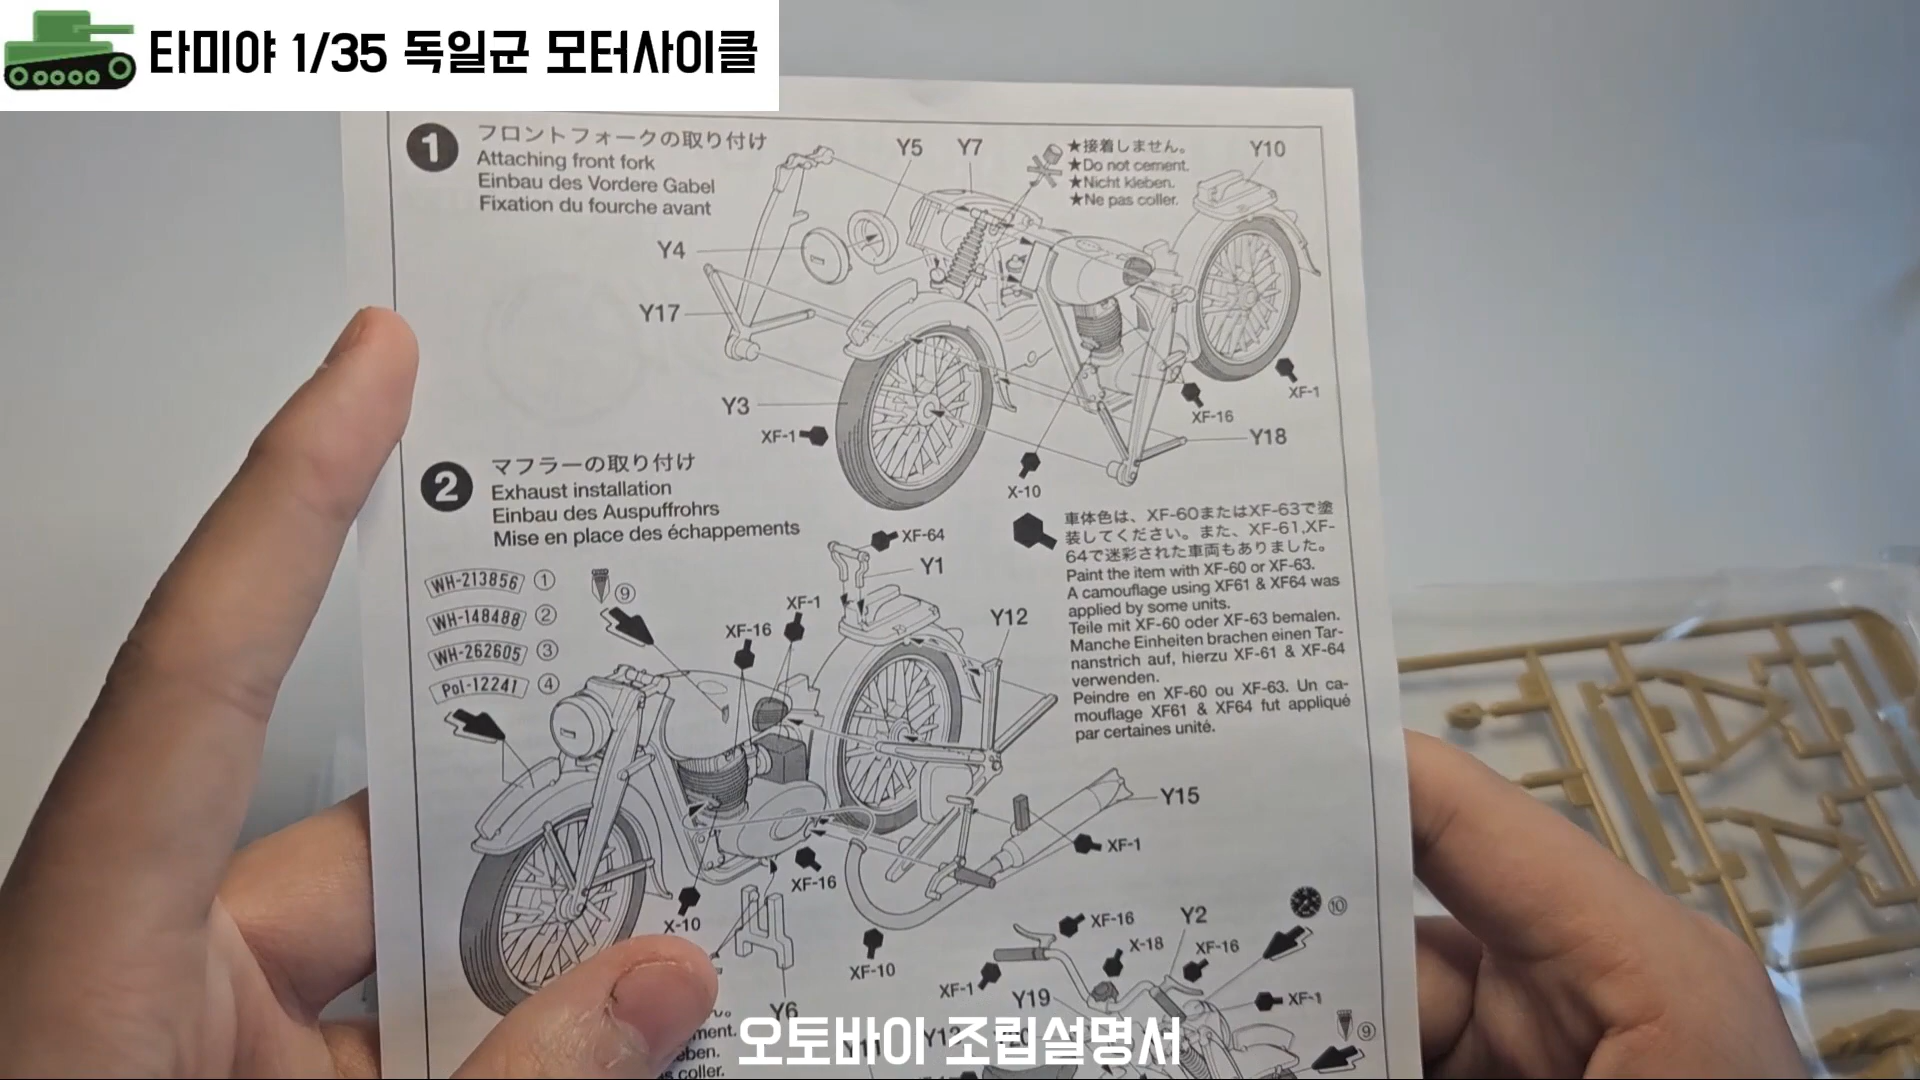 타미야 1/35 독일군 모터사이클
1
フロントフォークの取り付け
Attaching front fork
Einbau des Vordere Gabel
Fixation du fourche avant
Y5
Y7
★接着しません。
★Do not cement.
★Nicht kleben.
★Ne pas coller.
Y10
Y4
Y17
Y3
XF-1
XF-1
XF-16
Y18
X-10
2
マフラーの取り付け
Exhaust installation
Einbau des Auspuffrohrs
Mise en place des échappements
車体色は、XF-60またはXF-63で塗
装してください。また、XF-61,XF-
64で迷彩された車両もありました。
Paint the item with XF-60 or XF-63.
A camouflage using XF61 & XF64 was
applied by some units.
Teile mit XF-60 oder XF-63 bemalen.
Manche Einheiten brachen einen Tar-
nanstrich auf, hierzu XF-61 & XF-64
verwenden.
Peindre en XF-60 ou XF-63. Un ca-
mouflage XF61 & XF64 fut appliqué
par certaines unité.
XF-64
Y1
WH-213856 ①
WH-148488 ②
WH-262605 ③
Pol-12241 ④
⑨
XF-1
XF-16
Y12
Y15
XF-1
XF-16
X-10
XF-10
Y6
XF-16
Y2
⑩
X-18
XF-16
XF-1
Y19
XF-1
⑨
ment.
eben.
s coller.
오토바이 조립설명서